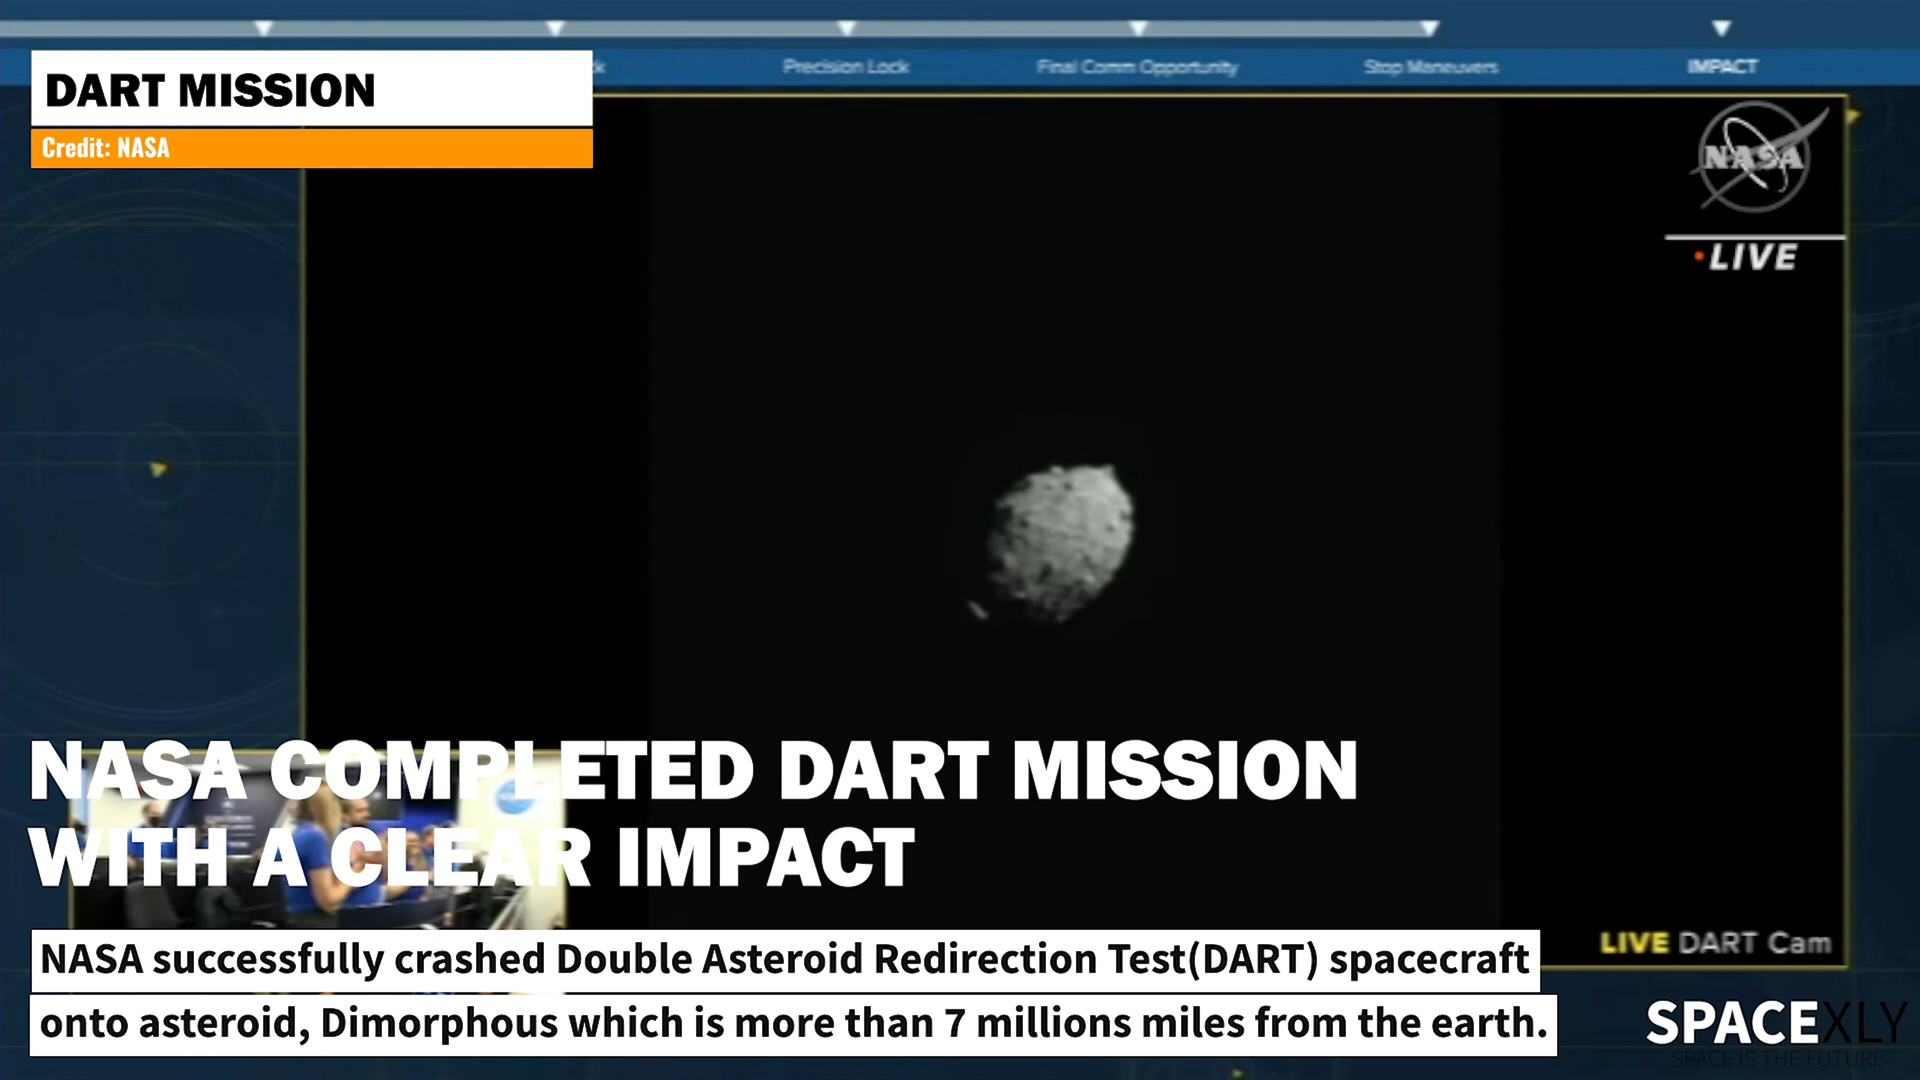 Precision Lock
Final Comm Opportunity
Stop Maneuvers
IMPACT
DART MISSION
Credit: NASA
NASA
LIVE
NASA COMPLETED DART MISSION
WITH A CLEAR IMPACT
NASA successfully crashed Double Asteroid Redirection Test(DART) spacecraft
onto asteroid, Dimorphous which is more than 7 millions miles from the earth.
LIVE DART Cam
SPACEXLY
SPACE IS THE FUTURE